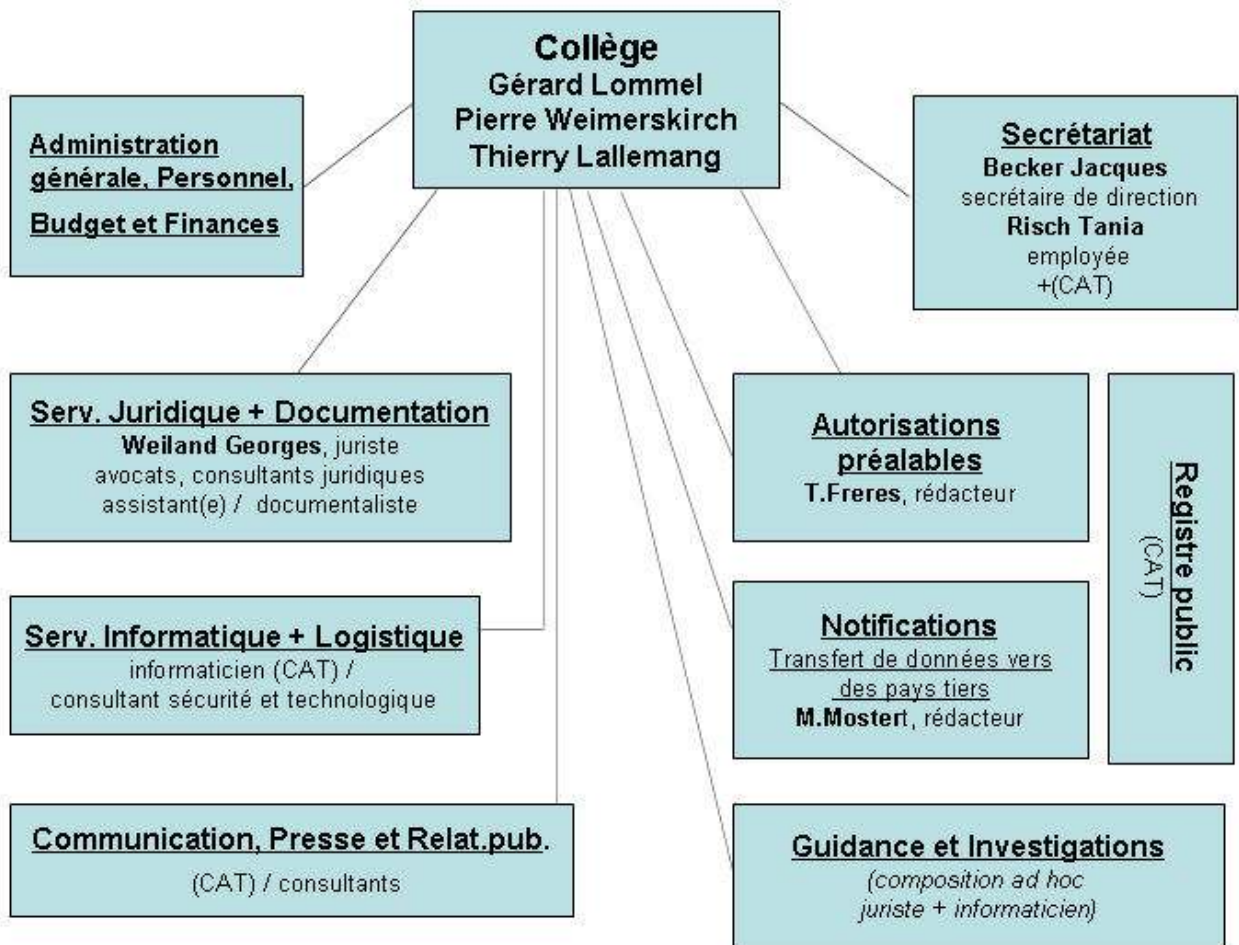 Collège
Gérard Lommel
Pierre Weimerskirch
Thierry Lallemang
Administration
générale, Personnel,
Budget et Finances
Secrétariat
Becker Jacques
secrétaire de direction
Risch Tania
employée
+(CAT)
Serv. Juridique + Documentation
Weiland Georges, juriste
avocats, consultants juridiques
assistant(e) / documentaliste
Autorisations
préalables
T.Freres, rédacteur
Registre public
(CAT)
Serv. Informatique + Logistique
informaticien (CAT) /
consultant sécurité et technologique
Notifications
Transfert de données vers
des pays tiers
M.Mostert, rédacteur
Communication, Presse et Relat.pub.
(CAT) / consultants
Guidance et Investigations
(composition ad hoc
juriste + informaticien)